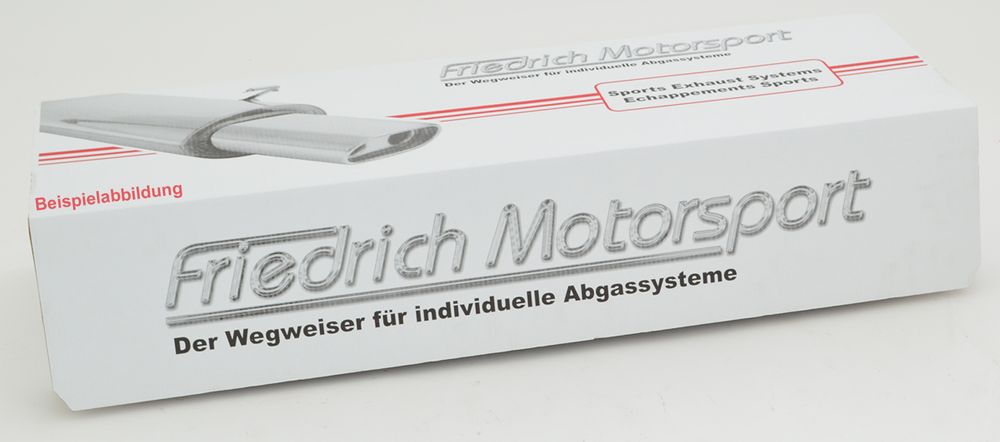 Friedrich Motorsport
Der Wegweiser für individuelle Abgassysteme
Sports Exhaust Systems
Echappements Sports
Beispielabbildung
Friedrich Motorsport
Der Wegweiser für individuelle Abgassysteme